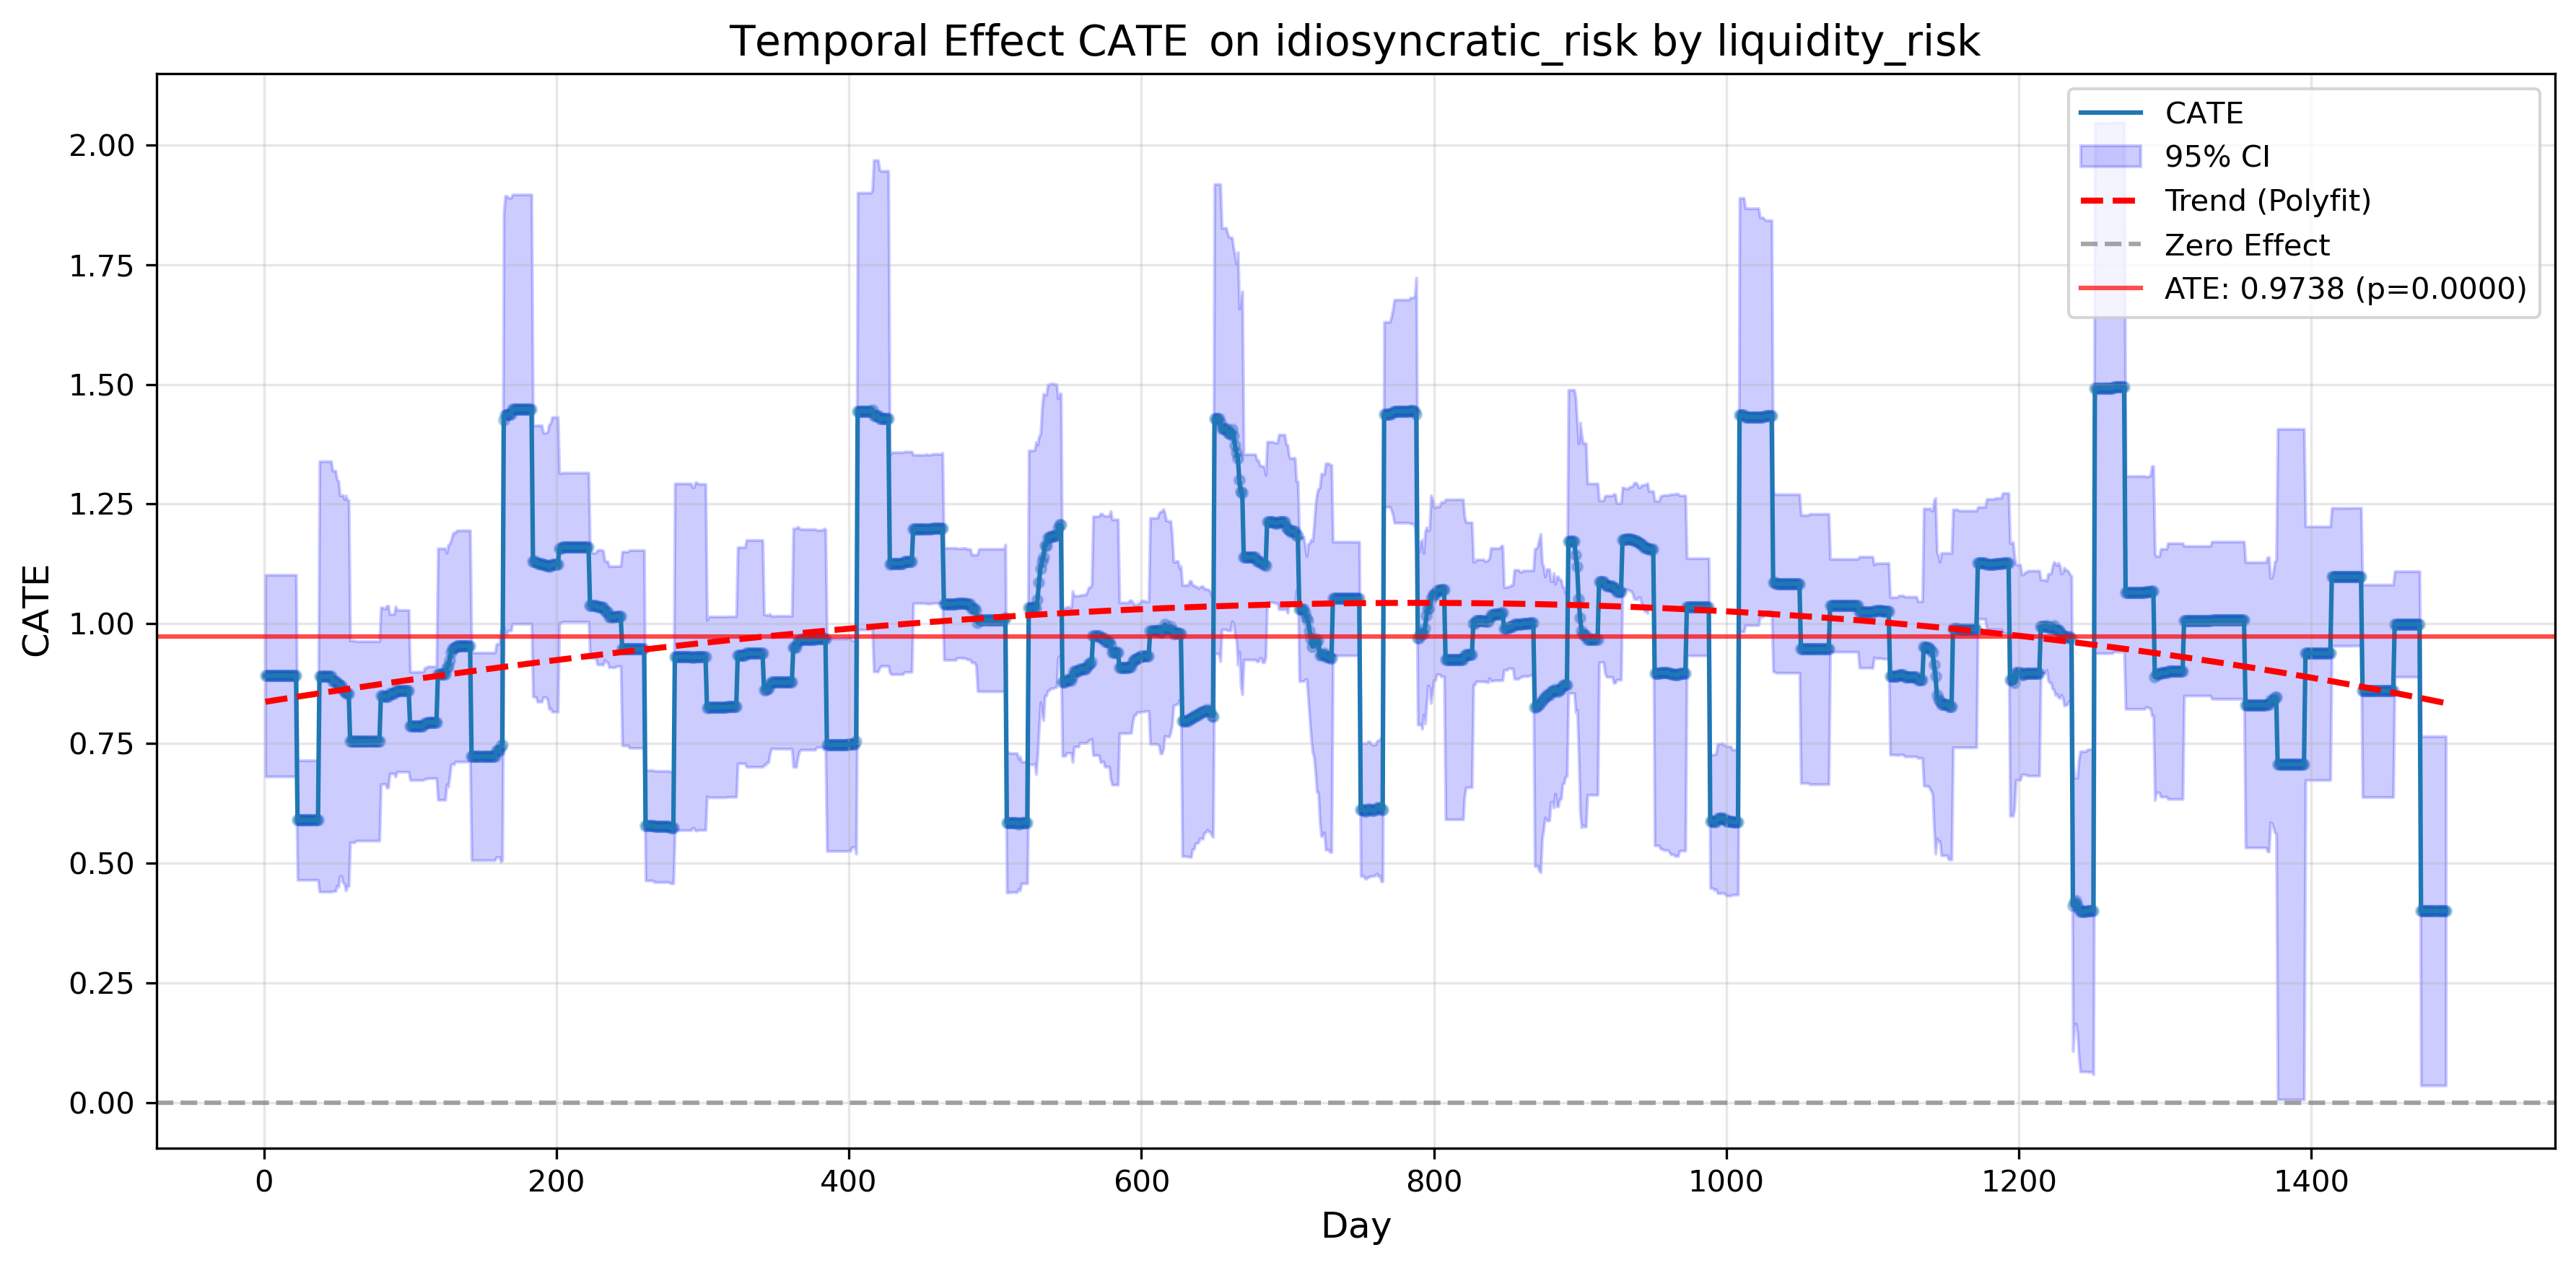 Temporal Effect CATE on idiosyncratic_risk by liquidity_risk
CATE
95% CI
Trend (Polyfit)
Zero Effect
ATE: 0.9738 (p=0.0000)
2.00
1.75
1.50
1.25
1.00
0.75
0.50
0.25
0.00
CATE
0
200
400
600
800
1000
1200
1400
Day